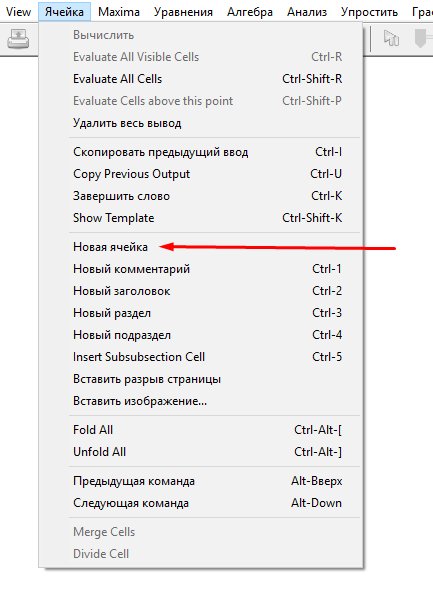 View Ячейка Maxima Уравнения Алгебра Анализ Упростить
Вычислить
Evaluate All Visible Cells Ctrl-R
Evaluate All Cells Ctrl-Shift-R
Evaluate Cells above this point Ctrl-Shift-P
Удалить весь вывод
Скопировать предыдущий ввод Ctrl-I
Copy Previous Output Ctrl-U
Завершить слово Ctrl-K
Show Template Ctrl-Shift-K
Новая ячейка
Новый комментарий Ctrl-1
Новый заголовок Ctrl-2
Новый раздел Ctrl-3
Новый подраздел Ctrl-4
Insert Subsubsection Cell Ctrl-5
Вставить разрыв страницы
Вставить изображение...
Fold All Ctrl-Alt-[
Unfold All Ctrl-Alt-]
Предыдущая команда Alt-Вверх
Следующая команда Alt-Down
Merge Cells
Divide Cell